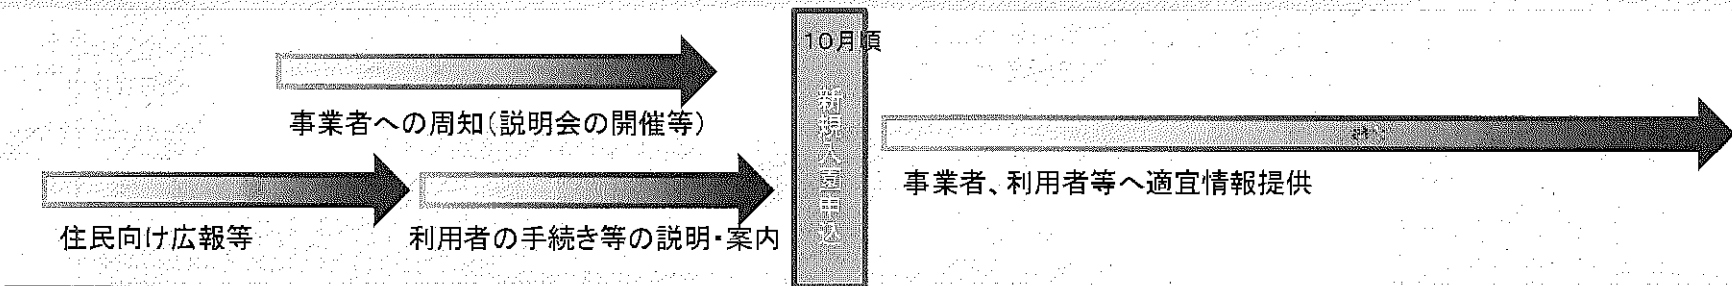 10月頃
新規入園申込
事業者への周知(説明会の開催等)
住民向け広報等
利用者の手続き等の説明・案内
事業者、利用者等へ適宜情報提供